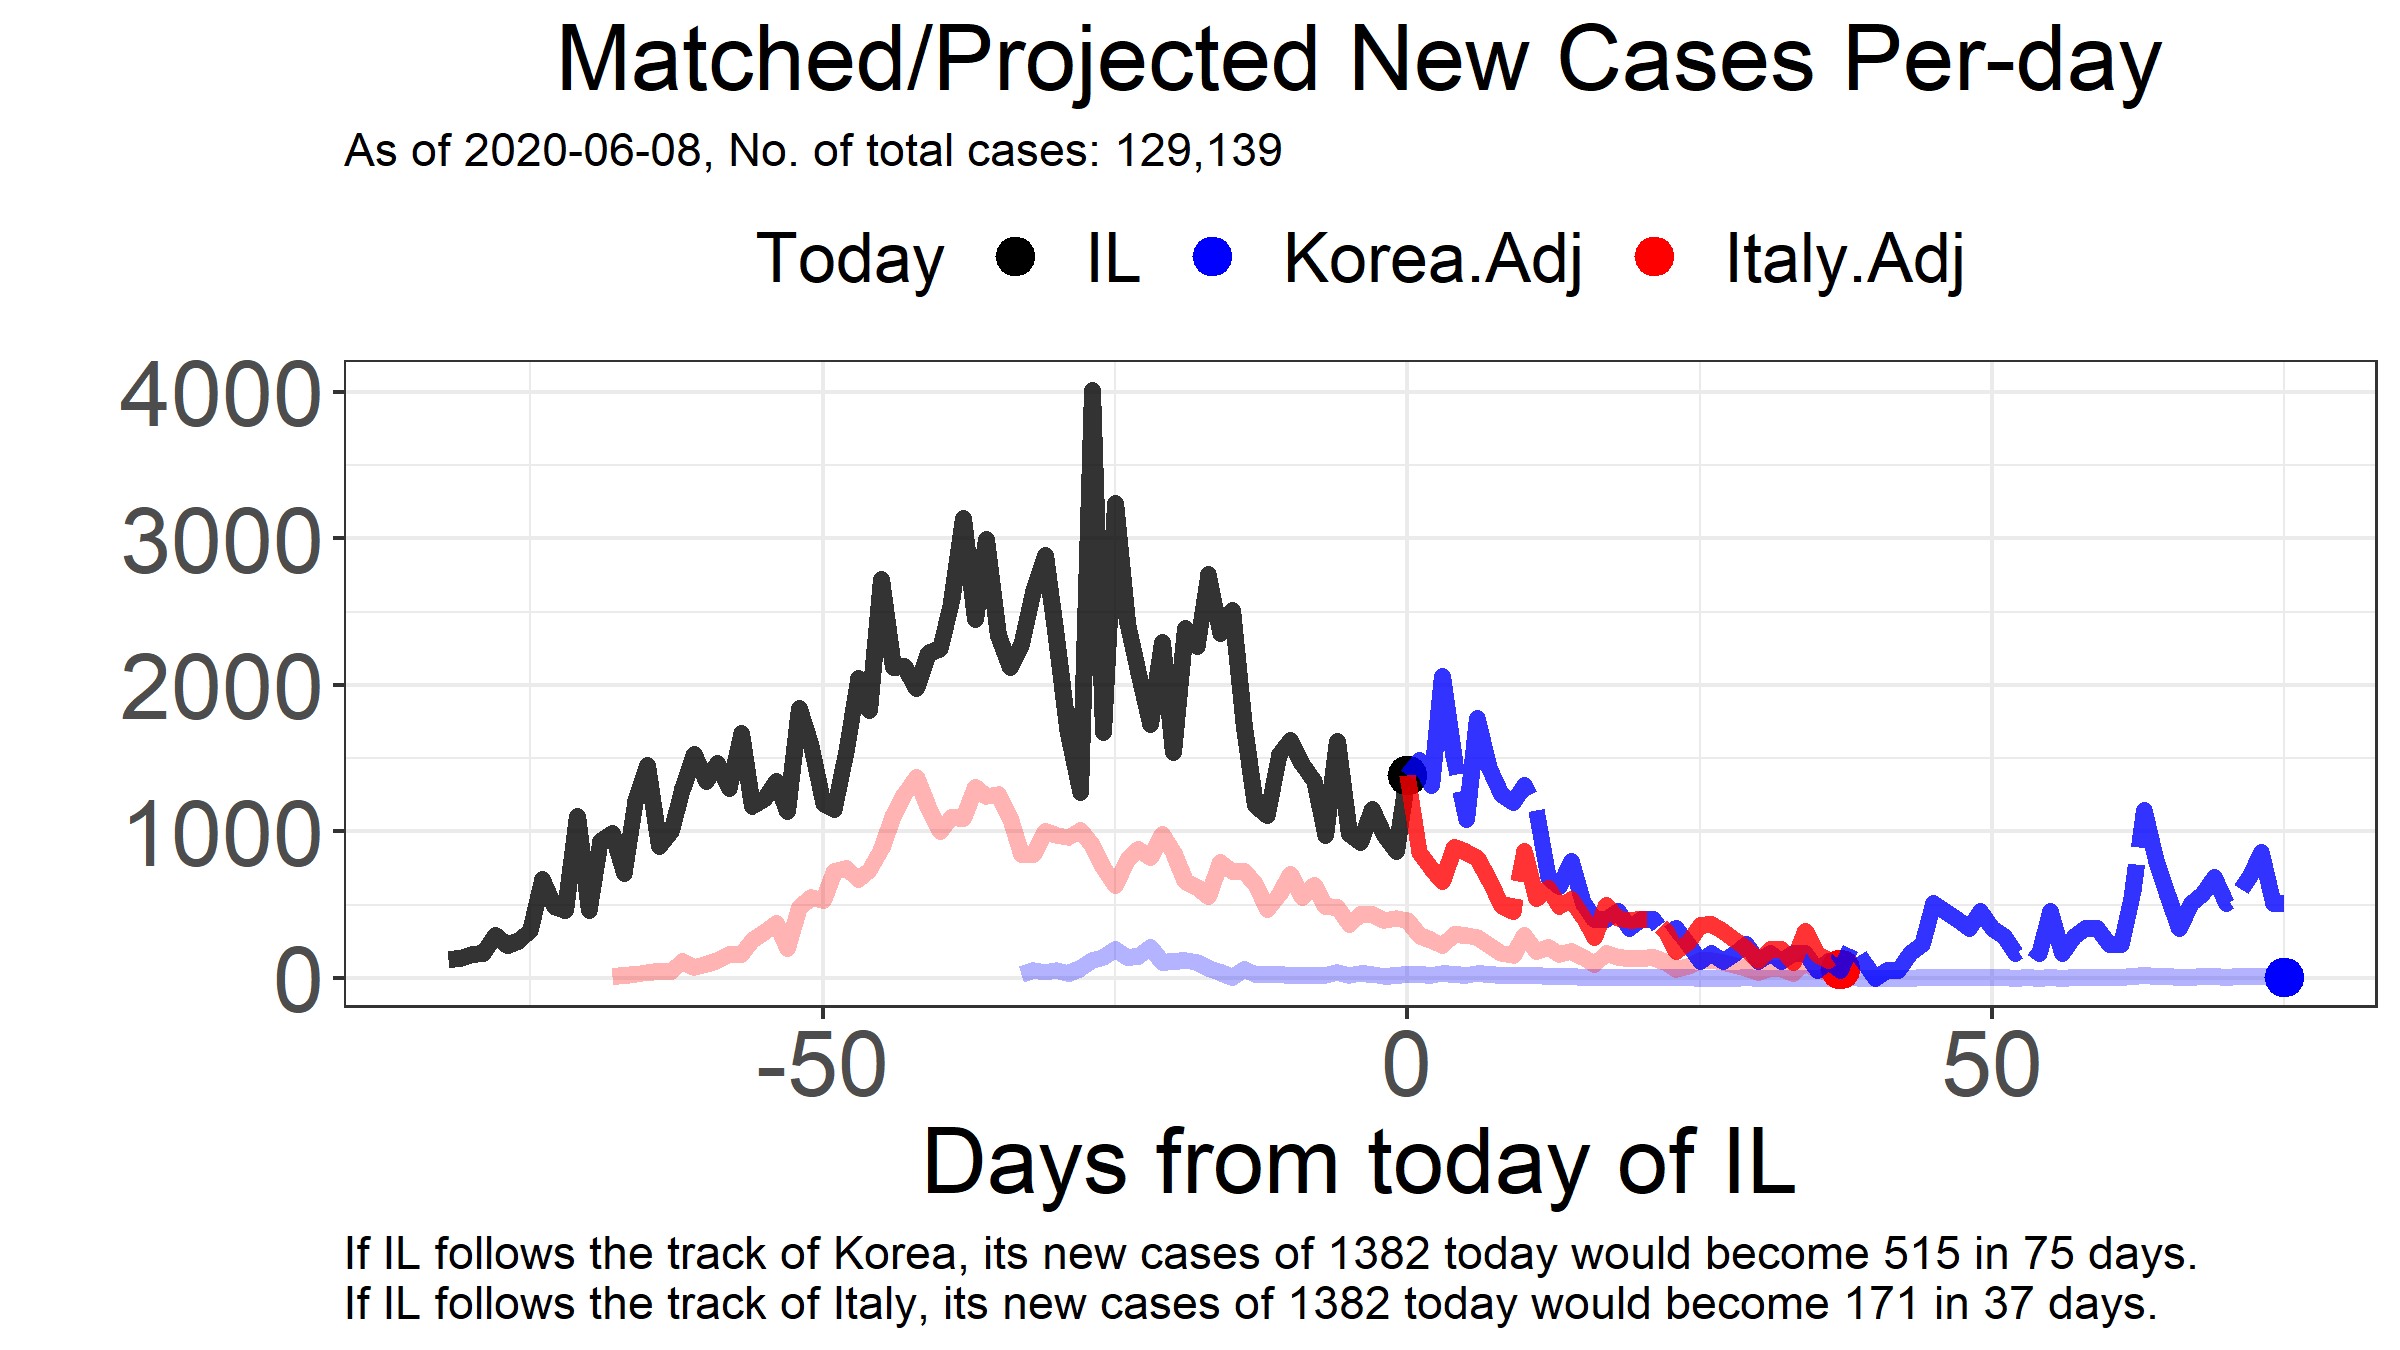 Matched/Projected New Cases Per-day
As of 2020-06-08, No. of total cases: 129,139
Today IL Korea.Adj Italy.Adj
4000
3000
2000
1000
0
-50 0 50
Days from today of IL
If IL follows the track of Korea, its new cases of 1382 today would become 515 in 75 days.
If IL follows the track of Italy, its new cases of 1382 today would become 171 in 37 days.